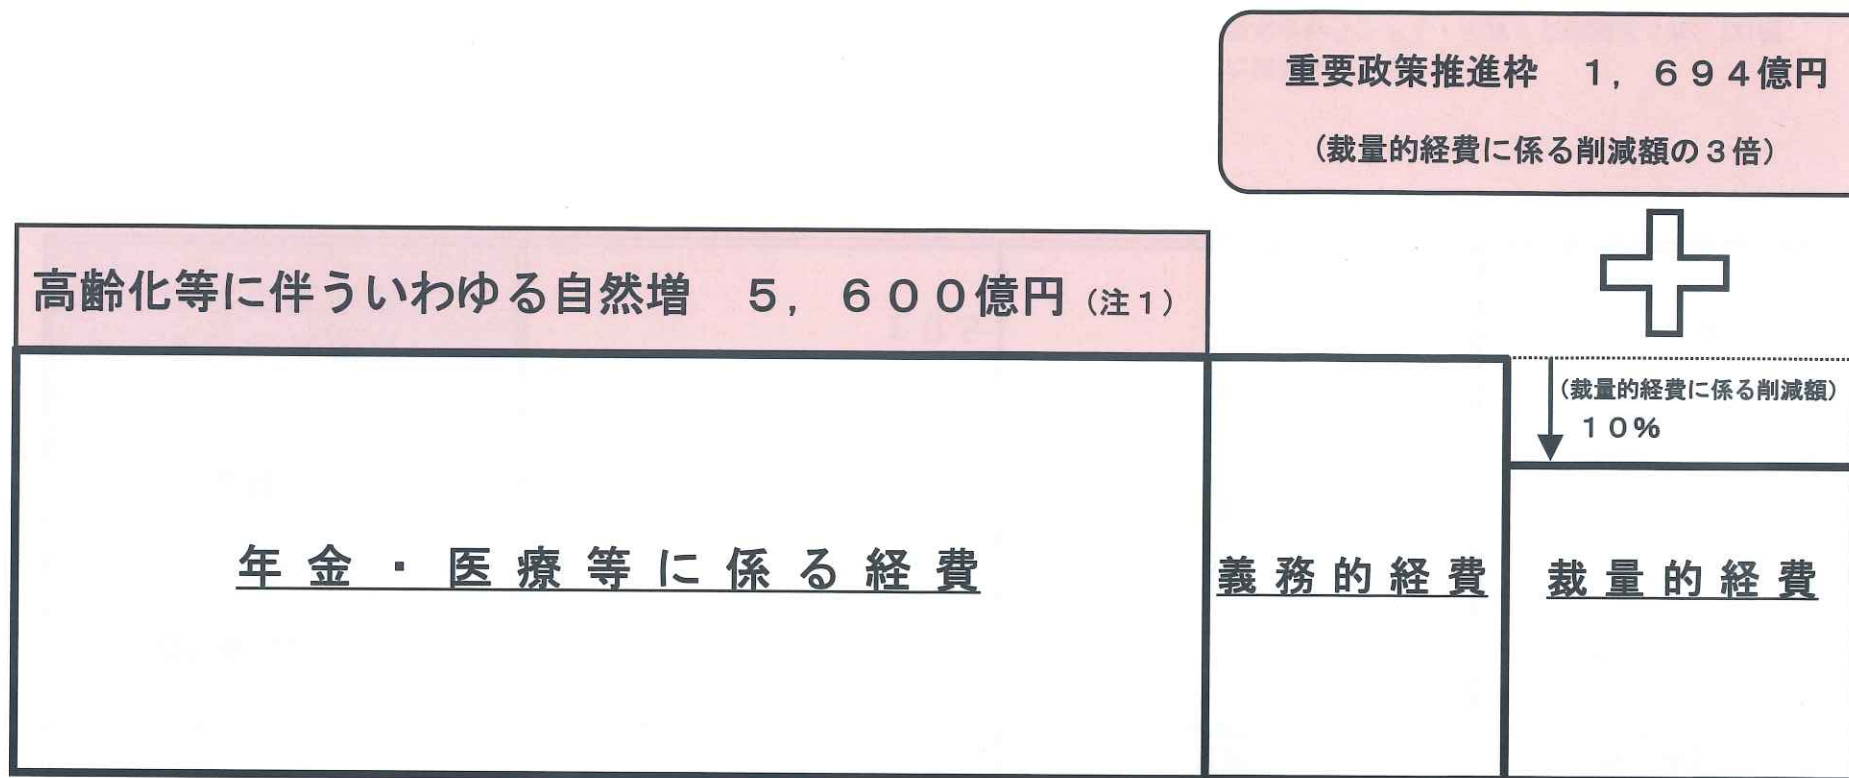 重要政策推進枠　１，６９４億円
（裁量的経費に係る削減額の３倍）
高齢化等に伴ういわゆる自然増　５，６００億円（注１）
（裁量的経費に係る削減額）
１０％
年金・医療等に係る経費
義務的経費
裁量的経費